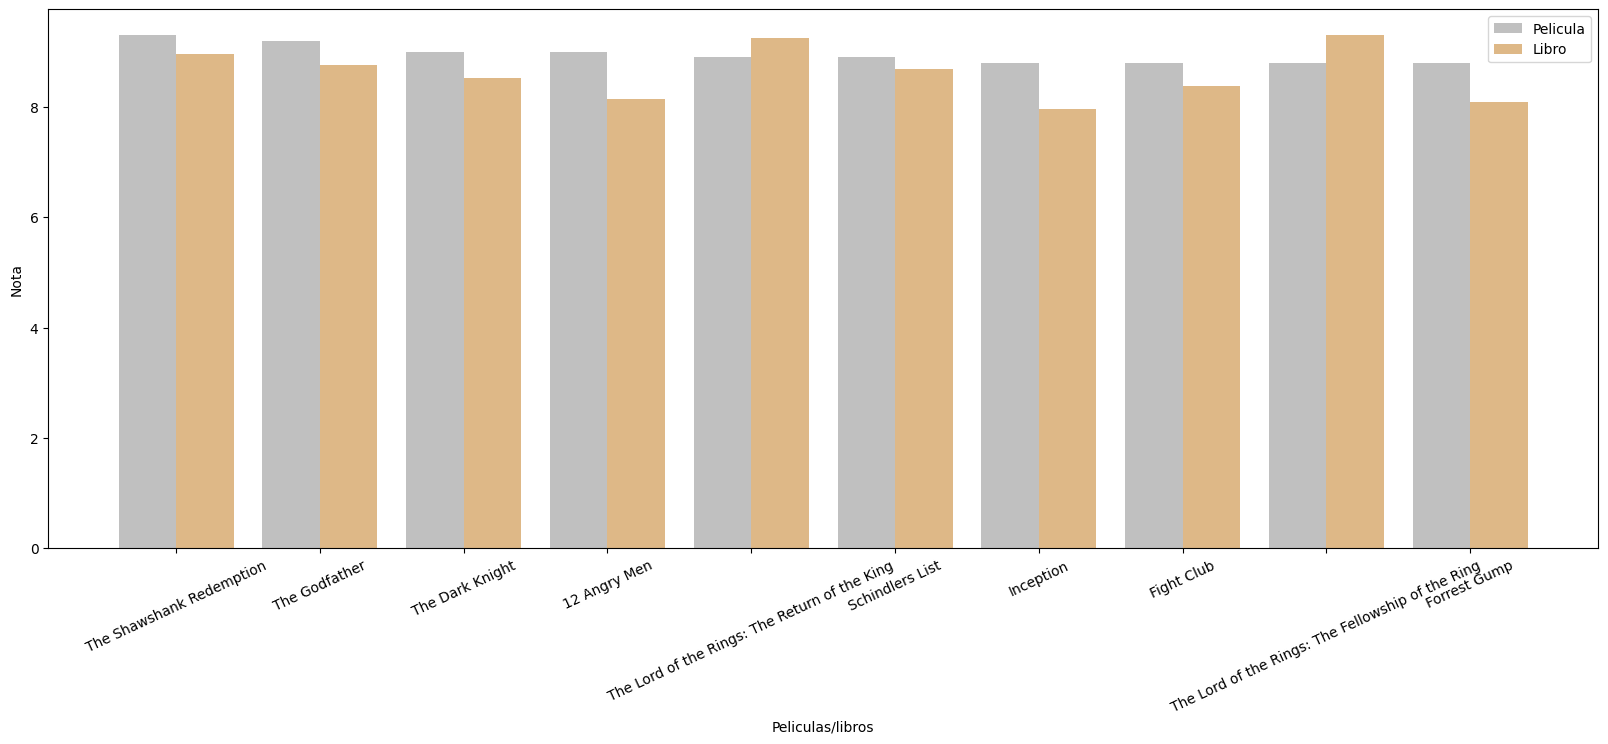 Pelicula
Libro
Nota
8
6
4
2
0
The Shawshank Redemption
The Godfather
The Dark Knight
12 Angry Men
The Lord of the Rings: The Return of the King
Schindlers List
Inception
Fight Club
The Lord of the Rings: The Fellowship of the Ring
Forrest Gump
Peliculas/libros